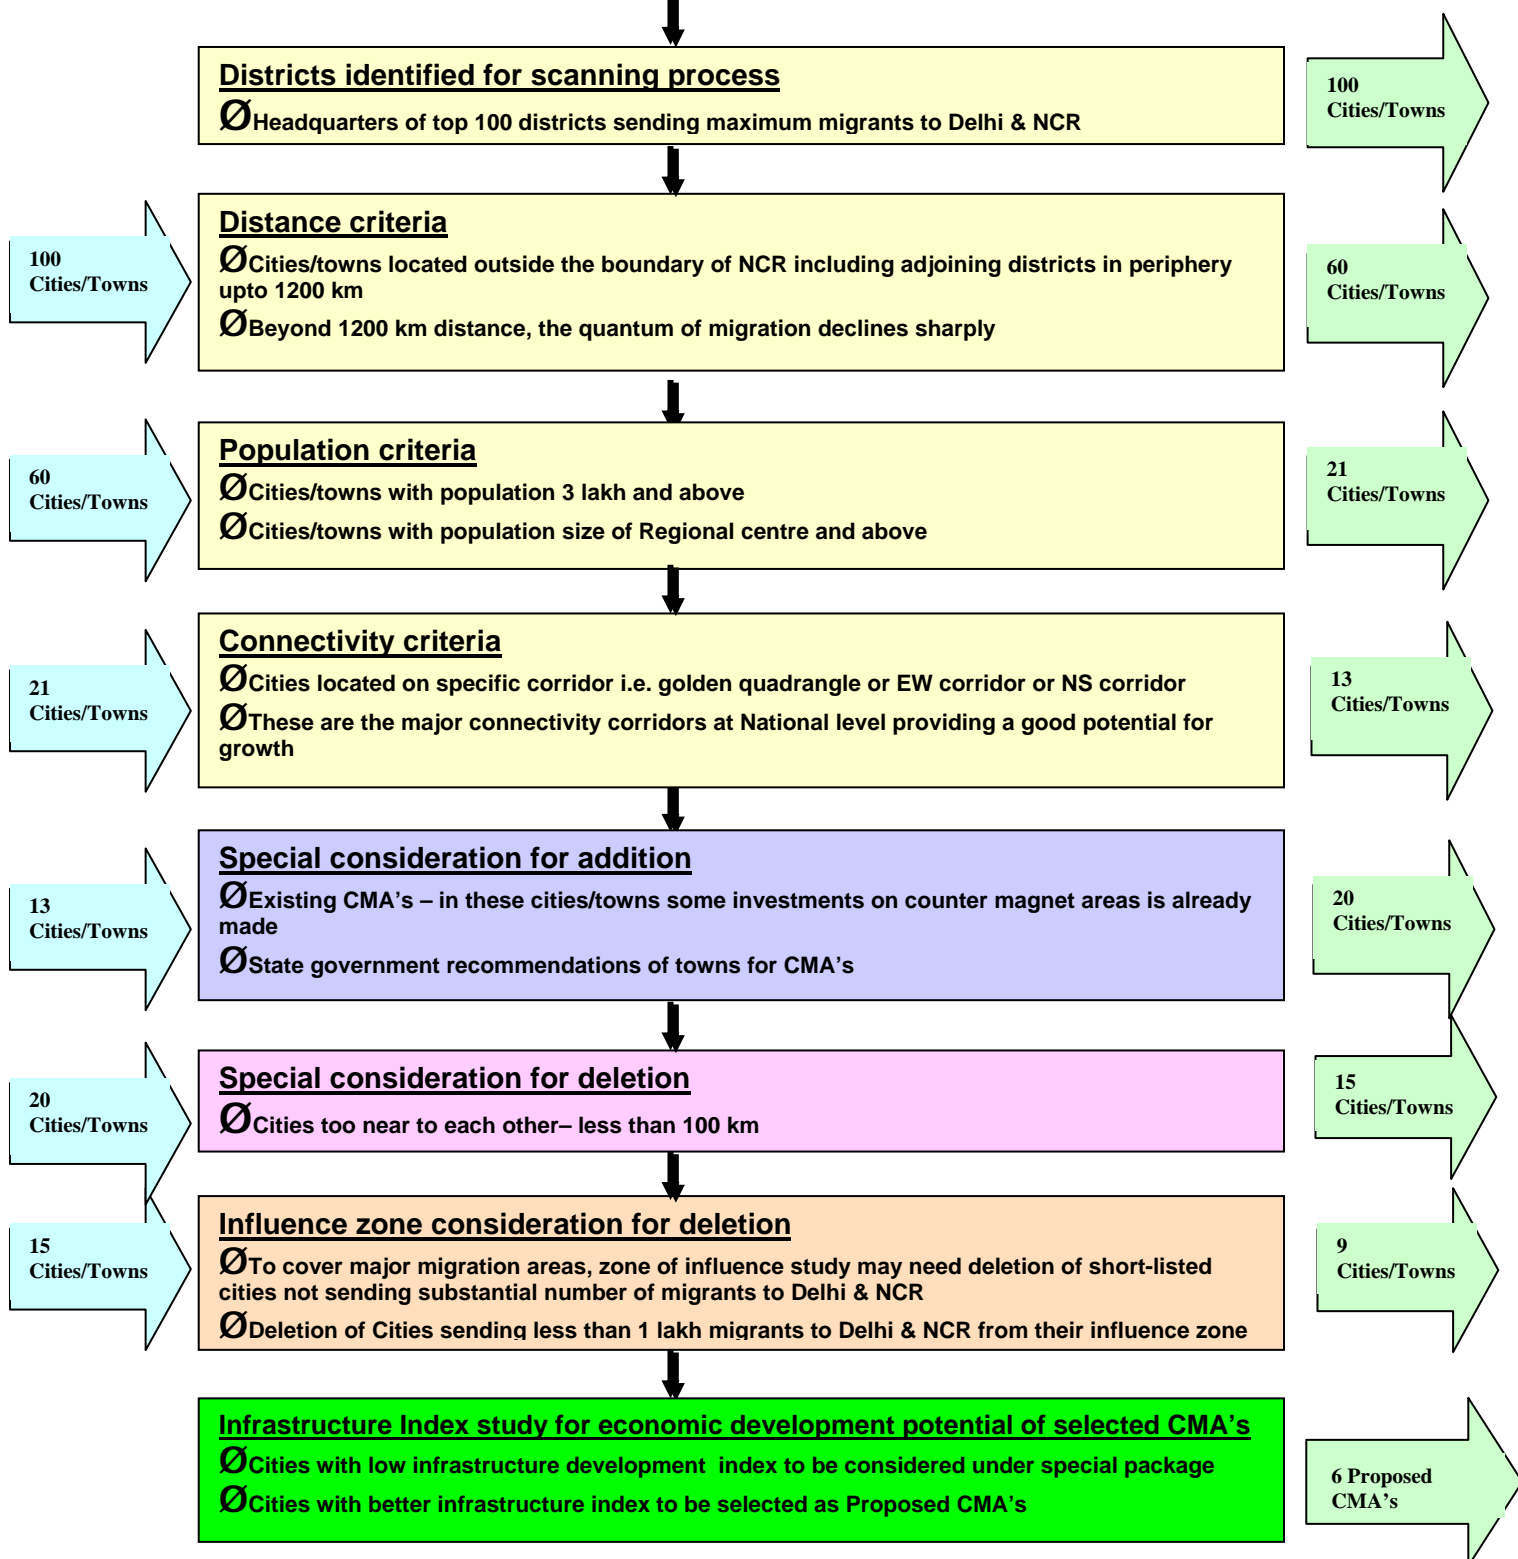 Districts identified for scanning process
ØHeadquarters of top 100 districts sending maximum migrants to Delhi & NCR
100
Cities/Towns
100
Cities/Towns
Distance criteria
ØCities/towns located outside the boundary of NCR including adjoining districts in periphery
upto 1200 km
ØBeyond 1200 km distance, the quantum of migration declines sharply
60
Cities/Towns
60
Cities/Towns
Population criteria
ØCities/towns with population 3 lakh and above
ØCities/towns with population size of Regional centre and above
21
Cities/Towns
21
Cities/Towns
Connectivity criteria
ØCities located on specific corridor i.e. golden quadrangle or EW corridor or NS corridor
ØThese are the major connectivity corridors at National level providing a good potential for
growth
13
Cities/Towns
13
Cities/Towns
Special consideration for addition
ØExisting CMA’s – in these cities/towns some investments on counter magnet areas is already
made
ØState government recommendations of towns for CMA’s
20
Cities/Towns
20
Cities/Towns
Special consideration for deletion
ØCities too near to each other– less than 100 km
15
Cities/Towns
15
Cities/Towns
Influence zone consideration for deletion
ØTo cover major migration areas, zone of influence study may need deletion of short-listed
cities not sending substantial number of migrants to Delhi & NCR
ØDeletion of Cities sending less than 1 lakh migrants to Delhi & NCR from their influence zone
9
Cities/Towns
Infrastructure Index study for economic development potential of selected CMA’s
ØCities with low infrastructure development index to be considered under special package
ØCities with better infrastructure index to be selected as Proposed CMA’s
6 Proposed
CMA’s